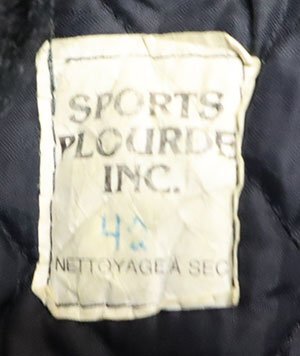 SPORTS
PLOURDE
INC.
42
NETTOYAGE À SEC